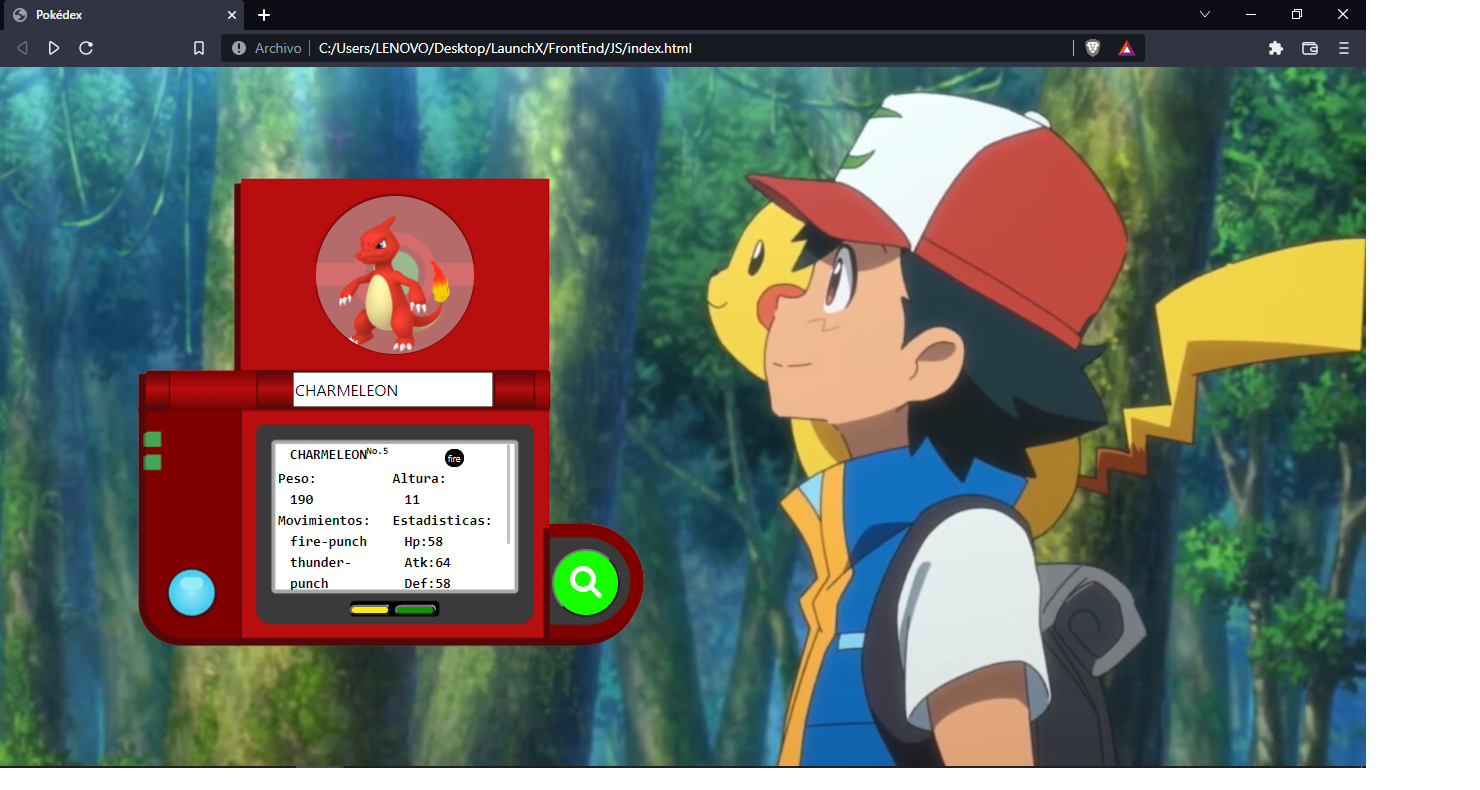 Pokédex
Archivo C:/Users/LENOVO/Desktop/LaunchX/FrontEnd/JS/index.html
CHARMELEON
CHARMELEON No.5 fire
Peso: Altura:
190 11
Movimientos: Estadisticas:
fire-punch Hp:58
thunder- Atk:64
punch Def:58